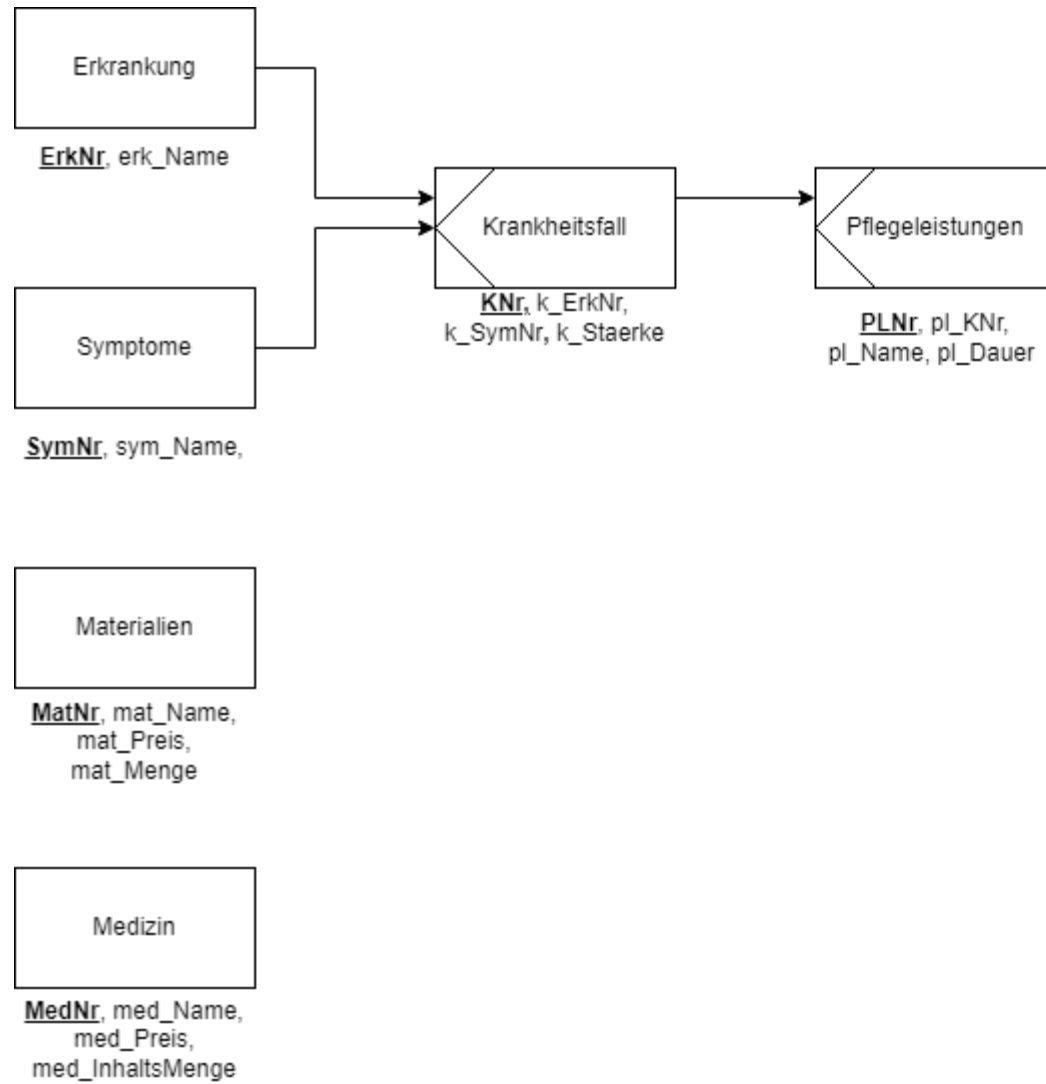 Erkrankung
ErkNr, erk_Name
Krankheitsfall
KNr, k_ErkNr,
k_SymNr, k_Staerke
Pflegeleistungen
PLNr, pl_KNr,
pl_Name, pl_Dauer
Symptome
SymNr, sym_Name,
Materialien
MatNr, mat_Name,
mat_Preis,
mat_Menge
Medizin
MedNr, med_Name,
med_Preis,
med_InhaltsMenge